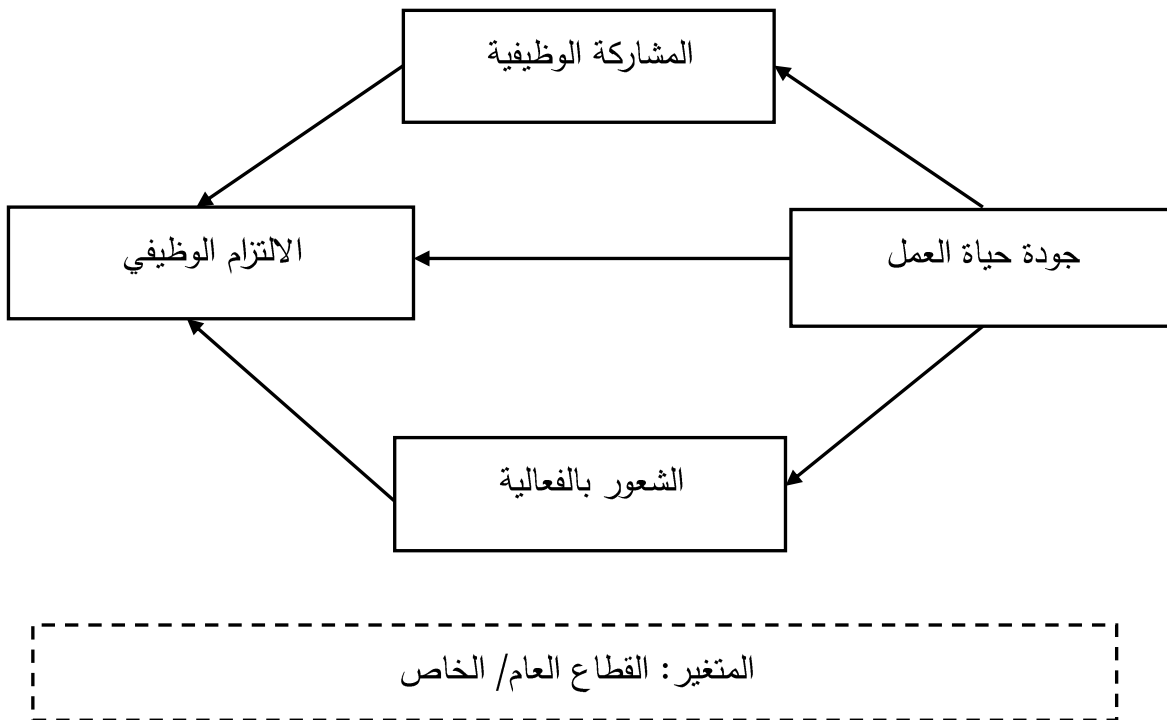 المشاركة الوظيفية
جودة حياة العمل
الالتزام الوظيفي
الشعور بالفعالية
المتغير: القطاع العام/ الخاص